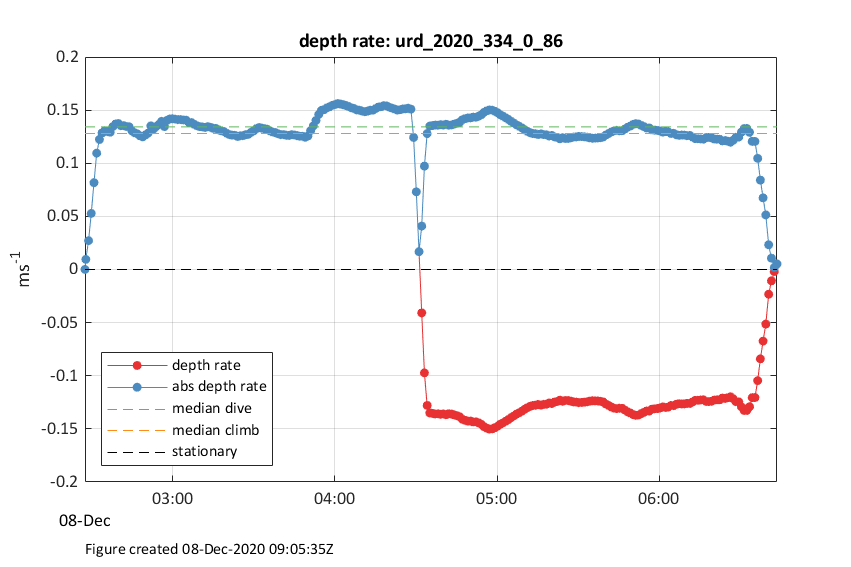 depth rate: urd_2020_334_0_86
0.2
0.15
0.1
0.05
0
-0.05
-0.1
-0.15
-0.2
ms-1
depth rate
abs depth rate
median dive
median climb
stationary
03:00 04:00 05:00 06:00
08-Dec
Figure created 08-Dec-2020 09:05:35Z